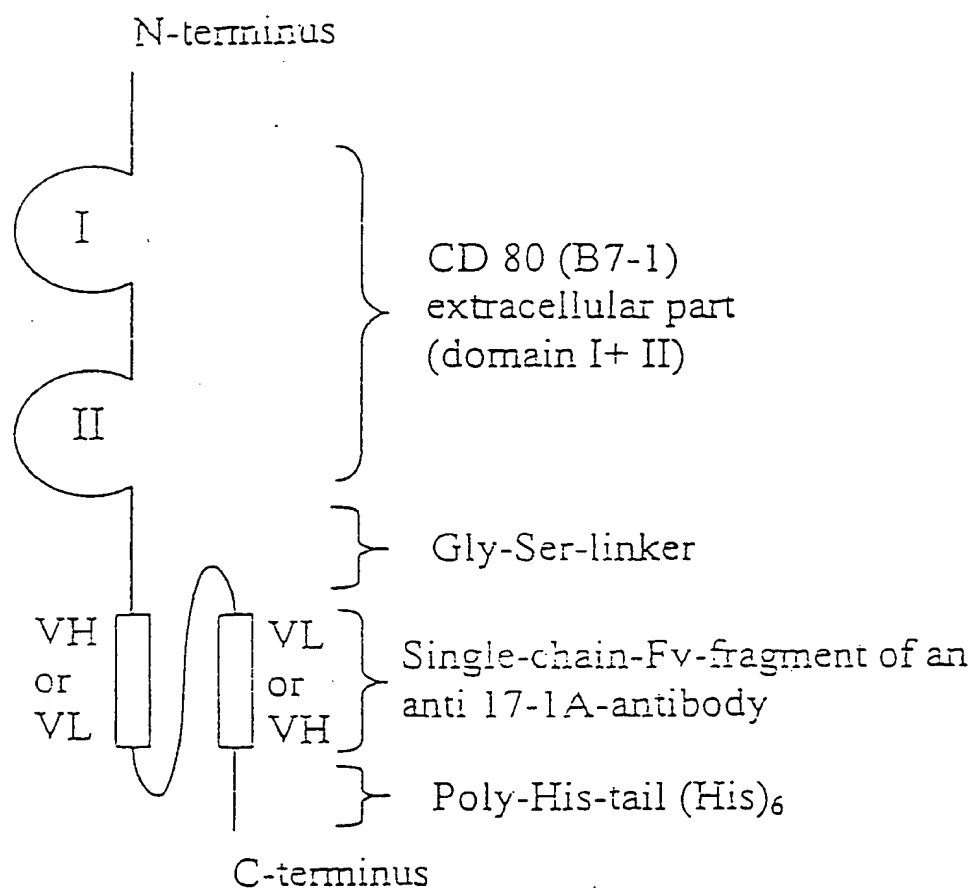 N-terminus
I
CD 80 (B7-1)
extracellular part
(domain I+ II)
II
Gly-Ser-linker
VH
or
VL
VL
or
VH
Single-chain-Fv-fragment of an
anti 17-1A-antibody
Poly-His-tail (His)₆
C-terminus